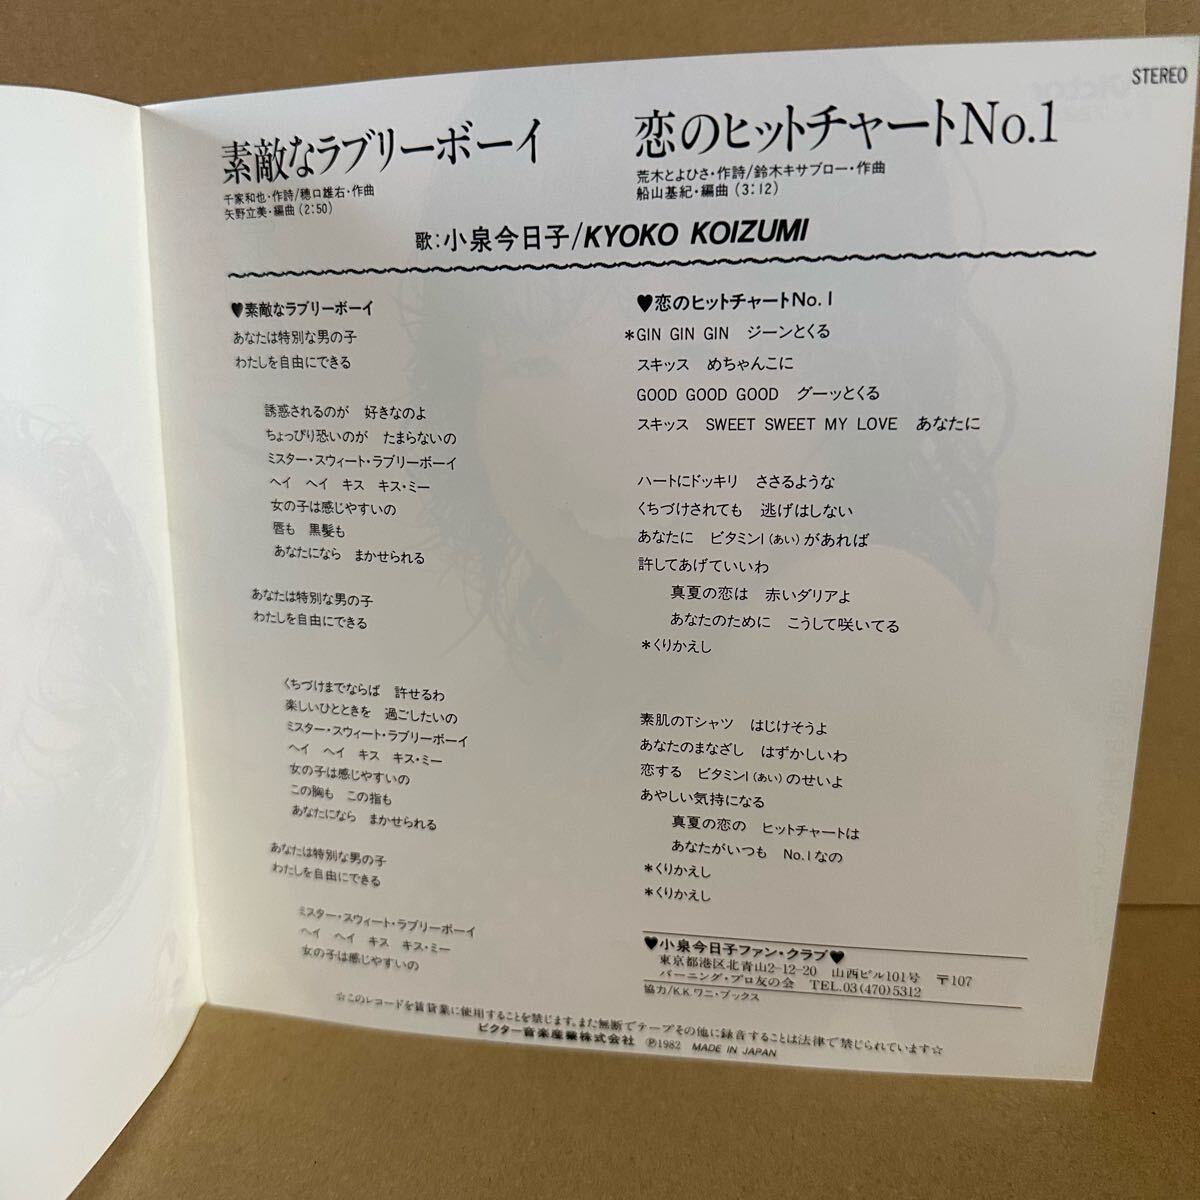 STEREO
素敵なラブリーボーイ
千家和也・作詩/穂口雄右・作曲
矢野立美・編曲(2:50)
恋のヒットチャートNo.1
荒木とよひさ・作詩/鈴木キサブロー・作曲
船山基紀・編曲(3:12)
歌:小泉今日子/KYOKO KOIZUMI
♥素敵なラブリーボーイ
あなたは特別な男の子
わたしを自由にできる
誘惑されるのが 好きなのよ
ちょっぴり恐いのが たまらないの
ミスター・スウィート・ラブリーボーイ
ヘイ ヘイ キス キス・ミー
女の子は感じやすいの
唇も 黒髪も
あなたになら まかせられる
あなたは特別な男の子
わたしを自由にできる
くちづけまでならば 許せるわ
楽しいひとときを 過ごしたいの
ミスター・スウィート・ラブリーボーイ
ヘイ ヘイ キス キス・ミー
女の子は感じやすいの
この胸も この指も
あなたになら まかせられる
あなたは特別な男の子
わたしを自由にできる
ミスター・スウィート・ラブリーボーイ
ヘイ ヘイ キス キス・ミー
女の子は感じやすいの
♥恋のヒットチャートNo.1
*GIN GIN GIN ジーンとくる
スキッス めちゃんこに
GOOD GOOD GOOD グーッとくる
スキッス SWEET SWEET MY LOVE あなたに
ハートにドッキリ ささるような
くちづけされても 逃げはしない
あなたに ビタミンI(あい)があれば
許してあげていいわ
真夏の恋は 赤いダリアよ
あなたのために こうして咲いてる
*くりかえし
素肌のTシャツ はじけそうよ
あなたのまなざし はずかしいわ
恋する ビタミンI(あい)のせいよ
あやしい気持になる
真夏の恋の ヒットチャートは
あなたがいつも No.1なの
*くりかえし
*くりかえし
♥小泉今日子ファン・クラブ♥
東京都港区北青山2-12-20 山西ビル101号 〒107
バーニング・プロ友の会 TEL.03(470)5312
協力/K.K.ワニ・ブックス
☆このレコードを賃貸業に使用することを禁じます。また無断でテープその他に録音することは法律で禁じられています☆
ビクター音楽産業株式会社 ℗1982 MADE IN JAPAN